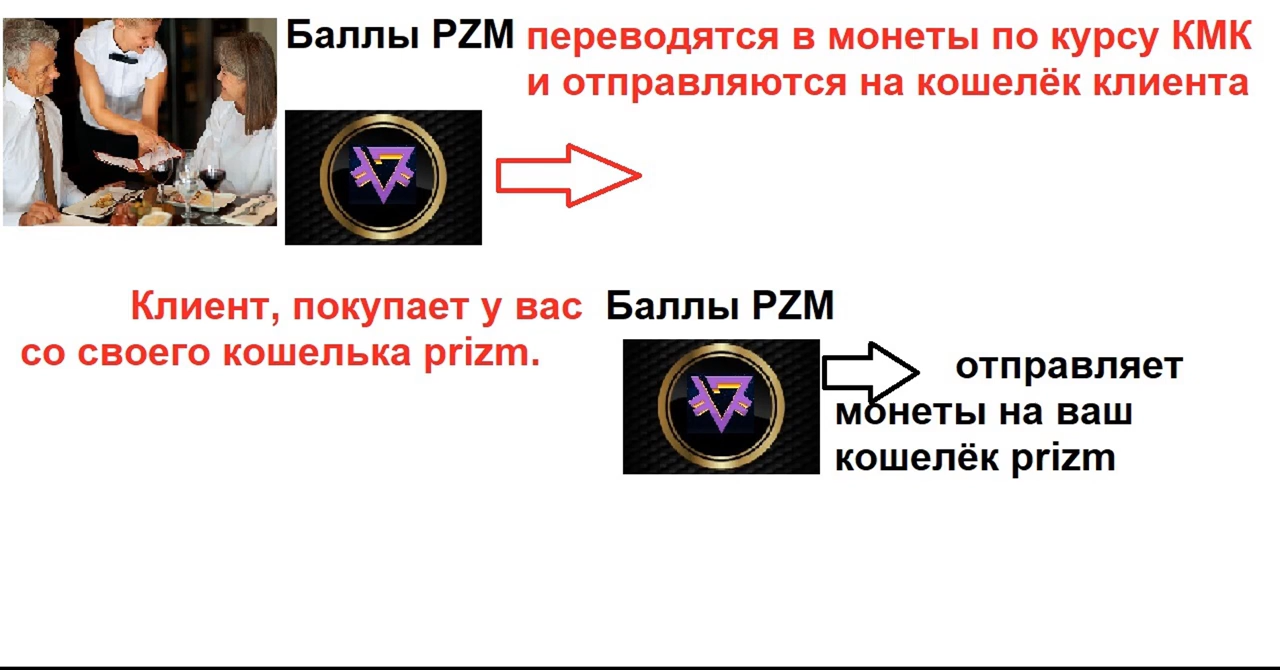 Баллы PZM переводятся в монеты по курсу КМК
и отправляются на кошелёк клиента
Клиент, покупает у вас Баллы PZM
со своего кошелька prizm.
отправляет
монеты на ваш
кошелёк prizm